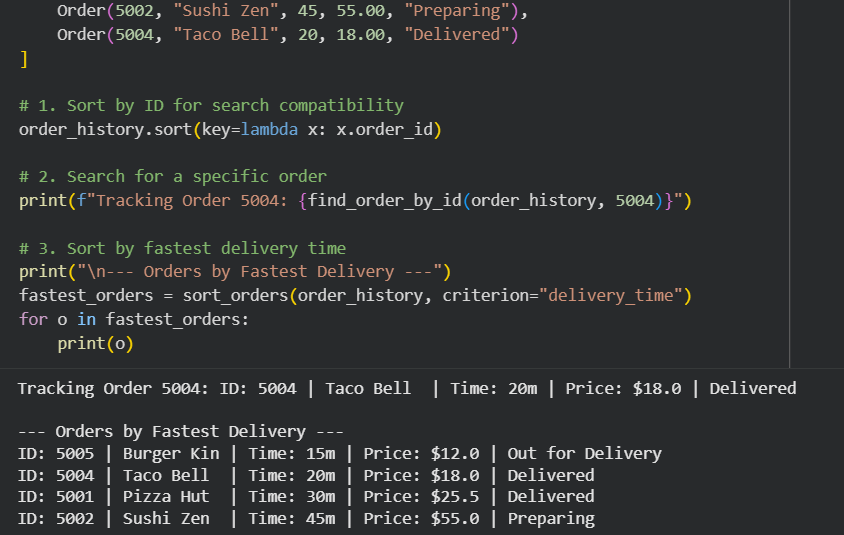 Order(5002, "Sushi Zen", 45, 55.00, "Preparing"),
    Order(5004, "Taco Bell", 20, 18.00, "Delivered")
]
# 1. Sort by ID for search compatibility
order_history.sort(key=lambda x: x.order_id)
# 2. Search for a specific order
print(f"Tracking Order 5004: {find_order_by_id(order_history, 5004)}")
# 3. Sort by fastest delivery time
print("\n--- Orders by Fastest Delivery ---")
fastest_orders = sort_orders(order_history, criterion="delivery_time")
for o in fastest_orders:
    print(o)
Tracking Order 5004: ID: 5004 | Taco Bell  | Time: 20m | Price: $18.0 | Delivered
--- Orders by Fastest Delivery ---
ID: 5005 | Burger Kin | Time: 15m | Price: $12.0 | Out for Delivery
ID: 5004 | Taco Bell  | Time: 20m | Price: $18.0 | Delivered
ID: 5001 | Pizza Hut  | Time: 30m | Price: $25.5 | Delivered
ID: 5002 | Sushi Zen  | Time: 45m | Price: $55.0 | Preparing